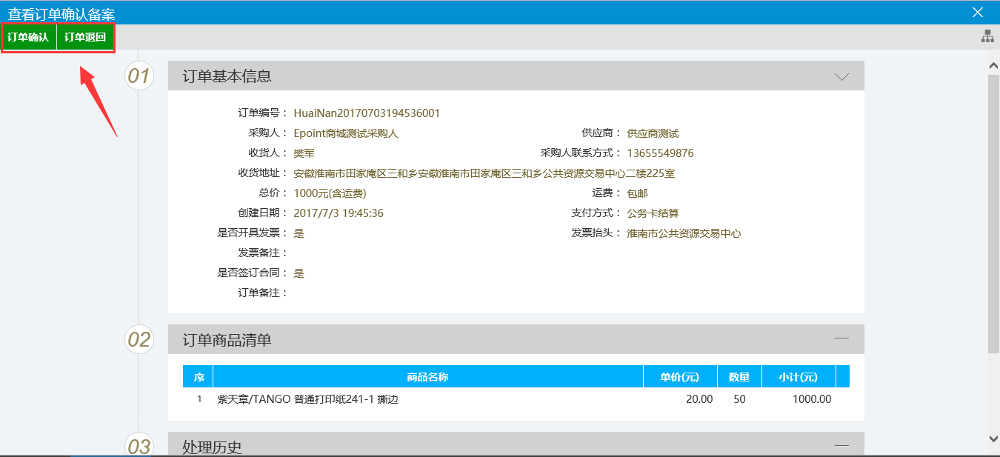 查看订单确认备案
订单确认 订单退回
01 订单基本信息
订单编号： HuaiNan20170703194536001
采购人： Epoint商城测试采购人 供应商： 供应商测试
收货人： 樊军 采购人联系方式： 13655549876
收货地址： 安徽淮南市田家庵区三和乡安徽淮南市田家庵区三和乡公共资源交易中心二楼225室
总价： 1000元(含运费) 运费： 包邮
创建日期： 2017/7/3 19:45:36 支付方式： 公务卡结算
是否开具发票： 是 发票抬头： 淮南市公共资源交易中心
发票备注：
是否签订合同： 是
订单备注：
02 订单商品清单
序 商品名称 单价(元) 数量 小计(元)
1 紫天章/TANGO 普通打印纸241-1 撕边 20.00 50 1000.00
03 处理历史